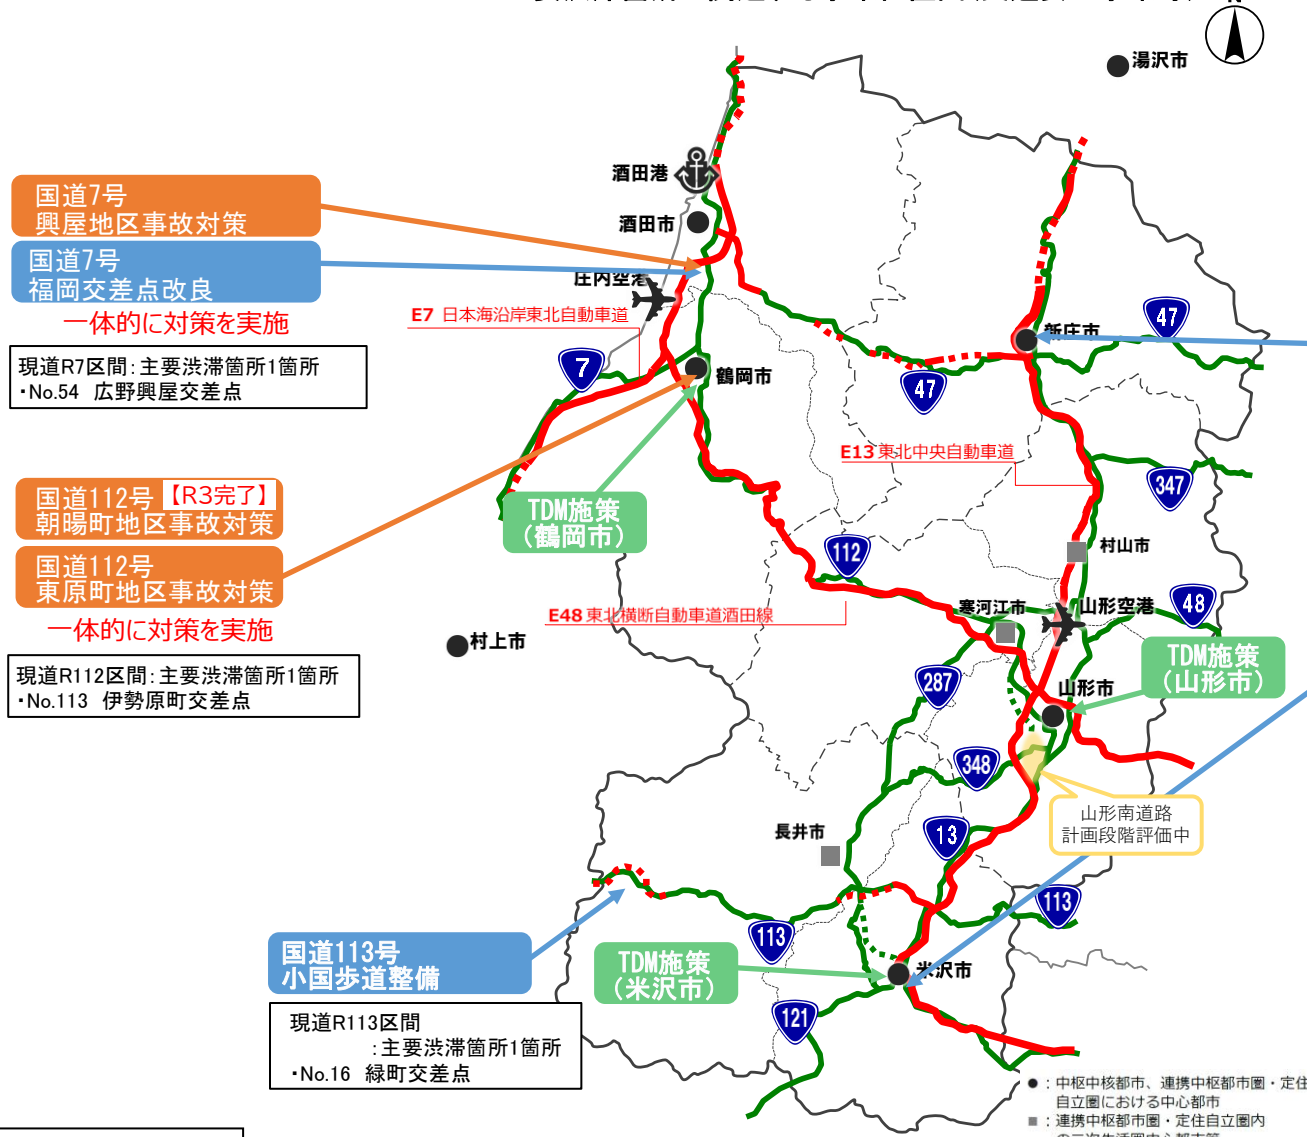 湯沢市
酒田港
酒田市
庄内空港
国道7号
興屋地区事故対策
国道7号
福岡交差点改良
一体的に対策を実施
現道R7区間：主要渋滞箇所1箇所
・No.54 広野興屋交差点
E7 日本海沿岸東北自動車道
7
鶴岡市
新庄市
47
47
E13 東北中央自動車道
347
国道112号 【R3完了】
朝暘町地区事故対策
国道112号
東原町地区事故対策
一体的に対策を実施
現道R112区間：主要渋滞箇所1箇所
・No.113 伊勢原町交差点
TDM施策
（鶴岡市）
112
村山市
E48 東北横断自動車道酒田線
寒河江市
山形空港
48
村上市
TDM施策
（山形市）
287
山形市
348
山形南道路
計画段階評価中
長井市
13
113
113
国道113号
小国歩道整備
TDM施策
（米沢市）
米沢市
121
現道R113区間
：主要渋滞箇所1箇所
・No.16 緑町交差点
●：中枢中核都市、連携中枢都市圏・定住
自立圏における中心都市
■：連携中枢都市圏・定住自立圏内